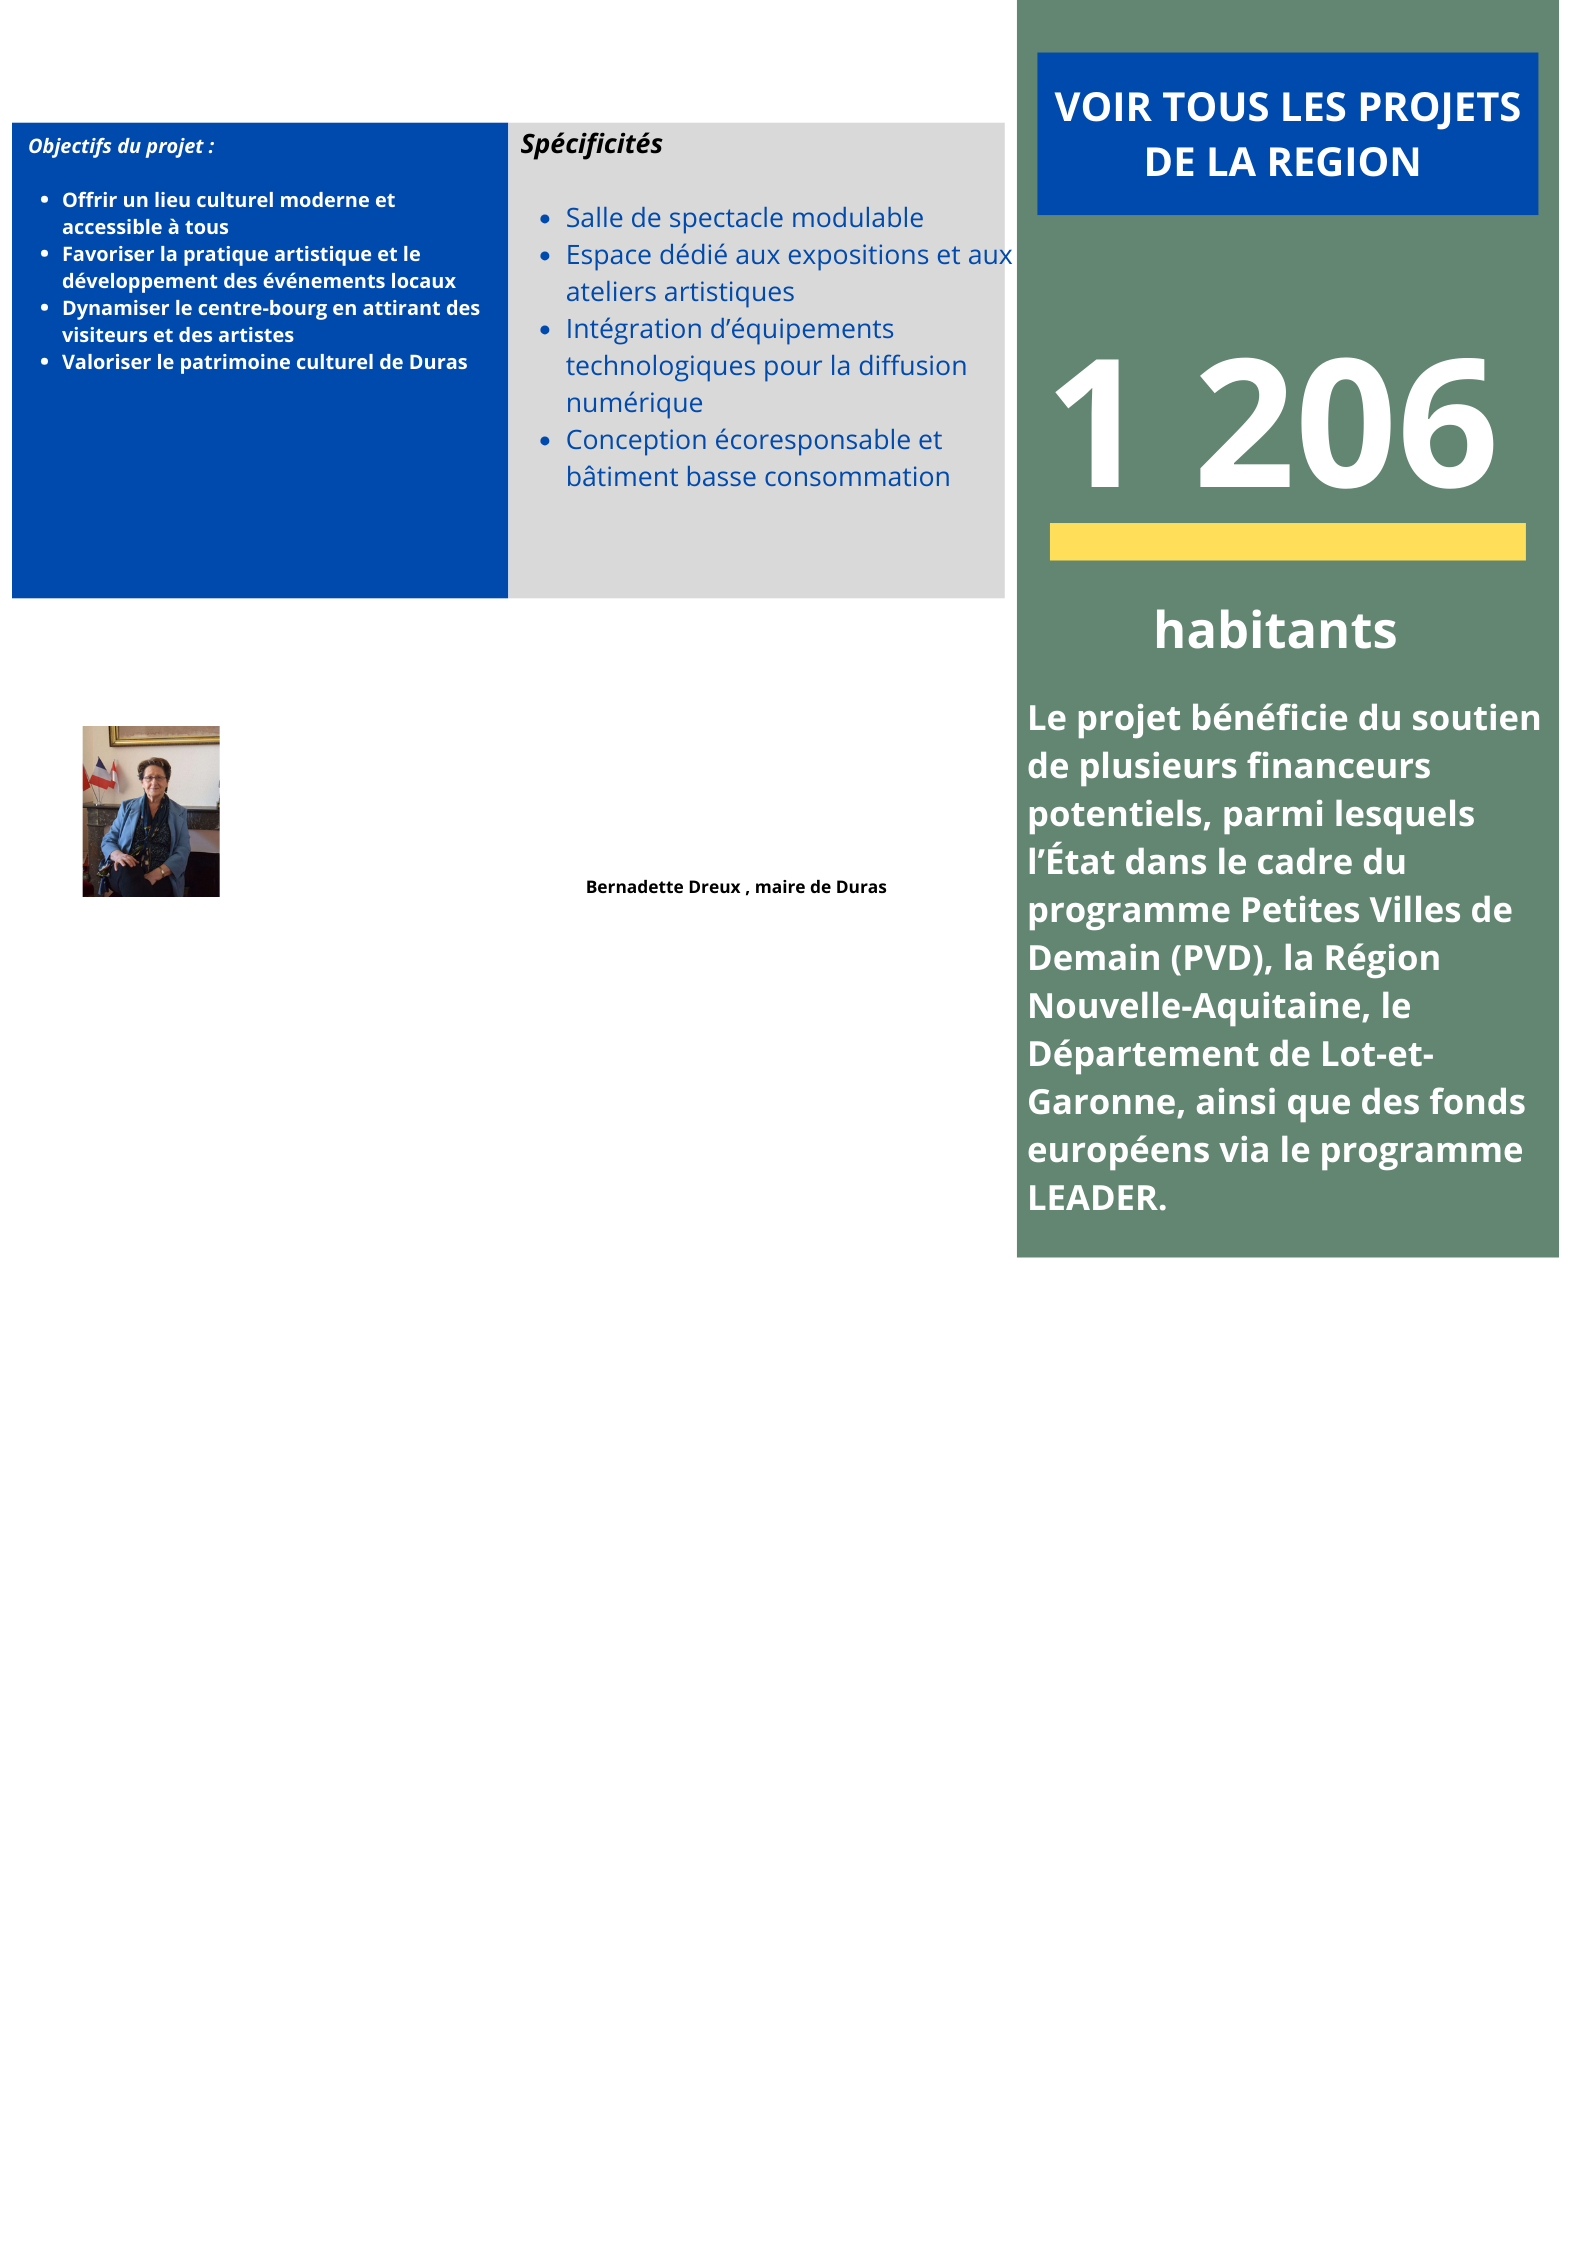 Objectifs du projet :
Offrir un lieu culturel moderne et
accessible à tous
Favoriser la pratique artistique et le
développement des événements locaux
Dynamiser le centre-bourg en attirant des
visiteurs et des artistes
Valoriser le patrimoine culturel de Duras
Spécificités
Salle de spectacle modulable
Espace dédié aux expositions et aux
ateliers artistiques
Intégration d’équipements
technologiques pour la diffusion
numérique
Conception écoresponsable et
bâtiment basse consommation
Bernadette Dreux , maire de Duras
VOIR TOUS LES PROJETS
DE LA REGION
1 206
habitants
Le projet bénéficie du soutien
de plusieurs financeurs
potentiels, parmi lesquels
l’État dans le cadre du
programme Petites Villes de
Demain (PVD), la Région
Nouvelle-Aquitaine, le
Département de Lot-et-
Garonne, ainsi que des fonds
européens via le programme
LEADER.